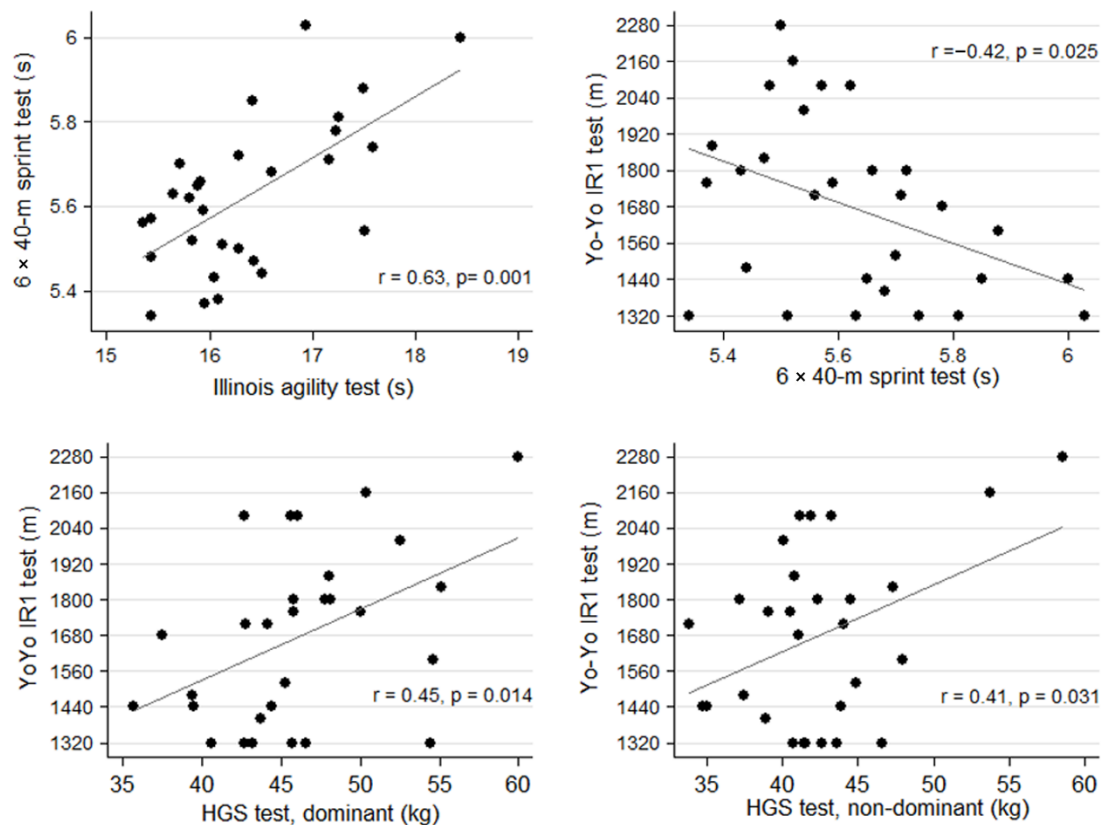 6 × 40-m sprint test (s)
6
5.8
5.6
5.4
r = 0.63, p= 0.001
15 16 17 18 19
Illinois agility test (s)
Yo-Yo IR1 test (m)
2280
2160
2040
1920
1800
1680
1560
1440
1320
r =−0.42, p = 0.025
5.4 5.6 5.8 6
6 × 40-m sprint test (s)
YoYo IR1 test (m)
2280
2160
2040
1920
1800
1680
1560
1440
1320
r = 0.45, p = 0.014
35 40 45 50 55 60
HGS test, dominant (kg)
Yo-Yo IR1 test (m)
2280
2160
2040
1920
1800
1680
1560
1440
1320
r = 0.41, p = 0.031
35 40 45 50 55 60
HGS test, non-dominant (kg)